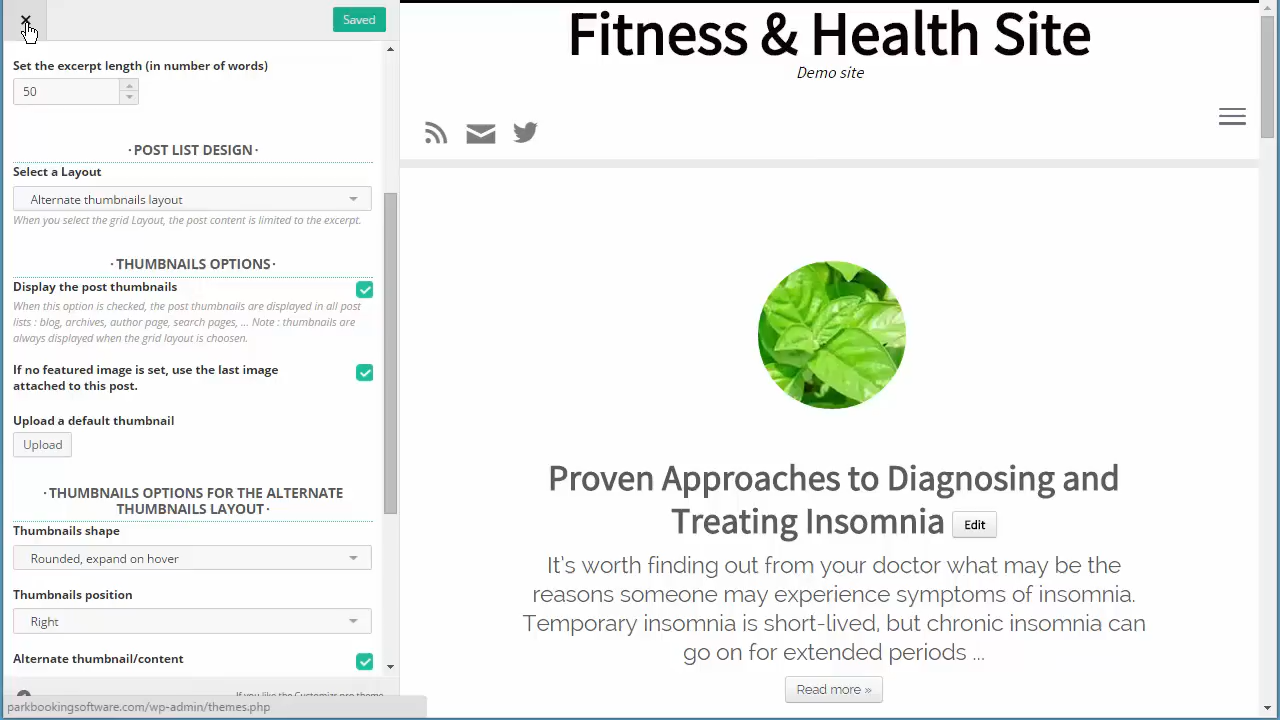 Saved
Set the excerpt length (in number of words)
50
· POST LIST DESIGN ·
Select a Layout
Alternate thumbnails layout
When you select the grid Layout, the post content is limited to the excerpt.
· THUMBNAILS OPTIONS ·
Display the post thumbnails
When this option is checked, the post thumbnails are displayed in all post
lists : blog, archives, author page, search pages, ... Note : thumbnails are
always displayed when the grid layout is choosen.
If no featured image is set, use the last image
attached to this post.
Upload a default thumbnail
Upload
· THUMBNAILS OPTIONS FOR THE ALTERNATE
THUMBNAILS LAYOUT ·
Thumbnails shape
Rounded, expand on hover
Thumbnails position
Right
Alternate thumbnail/content
If you like the Customizr pro theme
parkbookingsoftware.com/wp-admin/themes.php
Fitness & Health Site
Demo site
Proven Approaches to Diagnosing and
Treating Insomnia Edit
It's worth finding out from your doctor what may be the
reasons someone may experience symptoms of insomnia.
Temporary insomnia is short-lived, but chronic insomnia can
go on for extended periods ...
Read more »